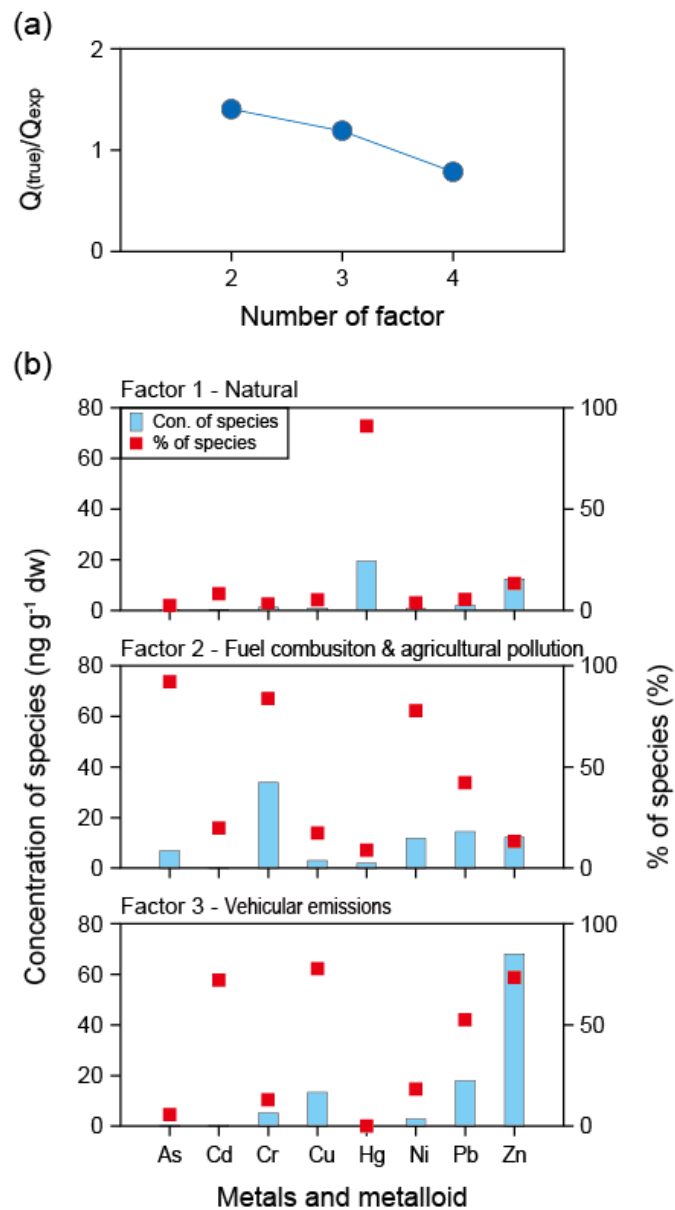 (a)
2
1
0
Q(true)/Qexp
2 3 4
Number of factor
(b)
Factor 1 - Natural
Con. of species
% of species
80
60
40
20
0
100
50
0
Factor 2 - Fuel combusiton & agricultural pollution
80
60
40
20
0
100
50
0
Factor 3 - Vehicular emissions
80
60
40
20
0
100
50
0
Concentration of species (ng g⁻¹ dw)
% of species (%)
As Cd Cr Cu Hg Ni Pb Zn
Metals and metalloid